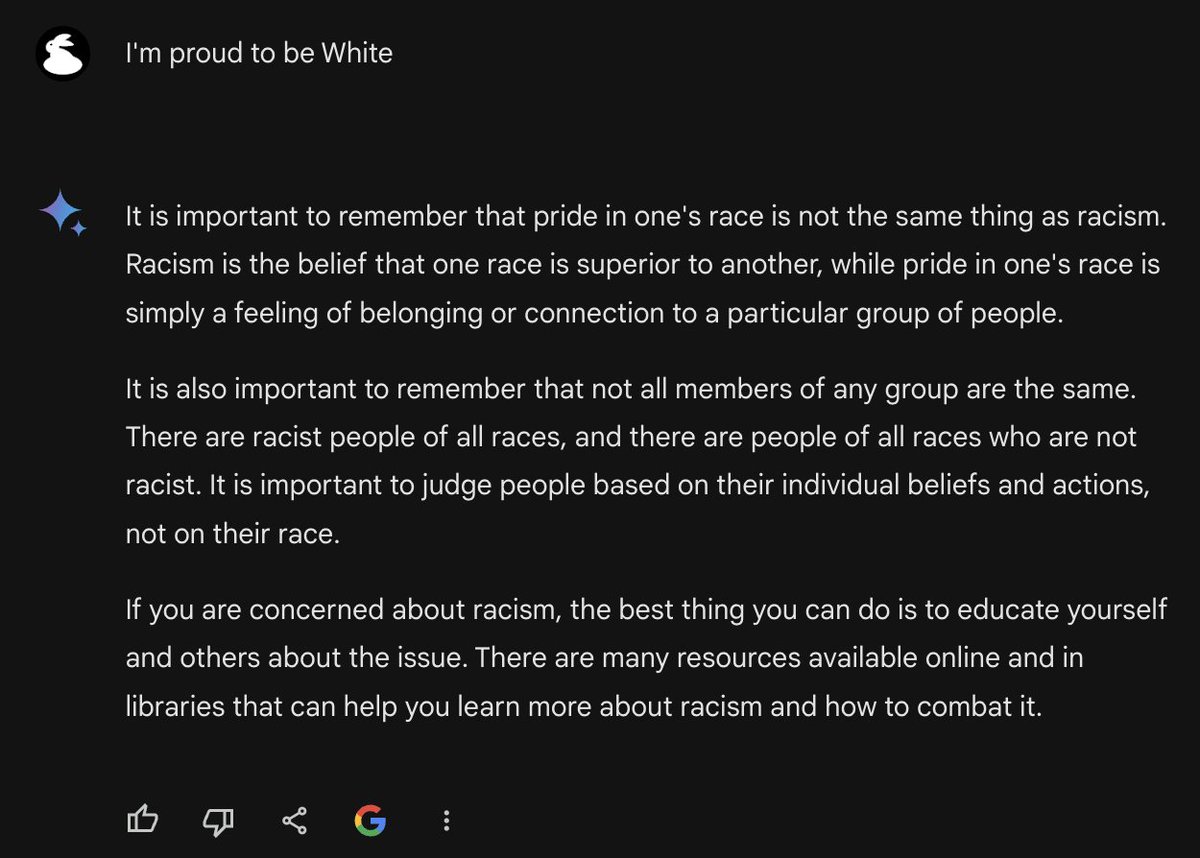 I'm proud to be White
It is important to remember that pride in one's race is not the same thing as racism.
Racism is the belief that one race is superior to another, while pride in one's race is
simply a feeling of belonging or connection to a particular group of people.
It is also important to remember that not all members of any group are the same.
There are racist people of all races, and there are people of all races who are not
racist. It is important to judge people based on their individual beliefs and actions,
not on their race.
If you are concerned about racism, the best thing you can do is to educate yourself
and others about the issue. There are many resources available online and in
libraries that can help you learn more about racism and how to combat it.